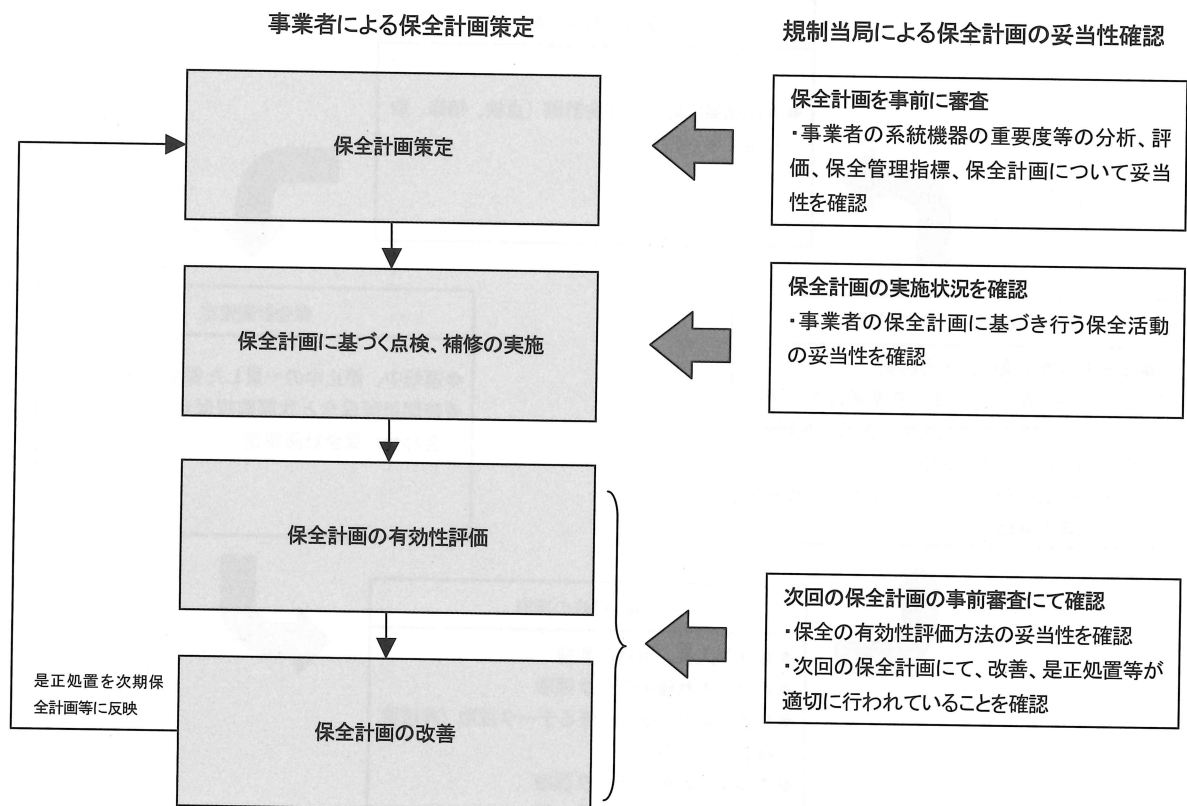 事業者による保全計画策定
規制当局による保全計画の妥当性確認
保全計画策定
保全計画を事前に審査
・事業者の系統機器の重要度等の分析、評
価、保全管理指標、保全計画について妥当
性を確認
保全計画に基づく点検、補修の実施
保全計画の実施状況を確認
・事業者の保全計画に基づき行う保全活動
の妥当性を確認
保全計画の有効性評価
保全計画の改善
次回の保全計画の事前審査にて確認
・保全の有効性評価方法の妥当性を確認
・次回の保全計画にて、改善、是正処置等が
適切に行われていることを確認
是正処置を次期保
全計画等に反映